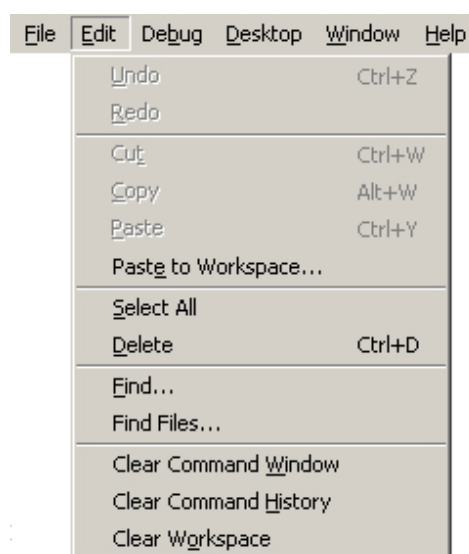 File Edit Debug Desktop Window Help
Undo Ctrl+Z
Redo
Cut Ctrl+W
Copy Alt+W
Paste Ctrl+Y
Paste to Workspace...
Select All
Delete Ctrl+D
Find...
Find Files...
Clear Command Window
Clear Command History
Clear Workspace